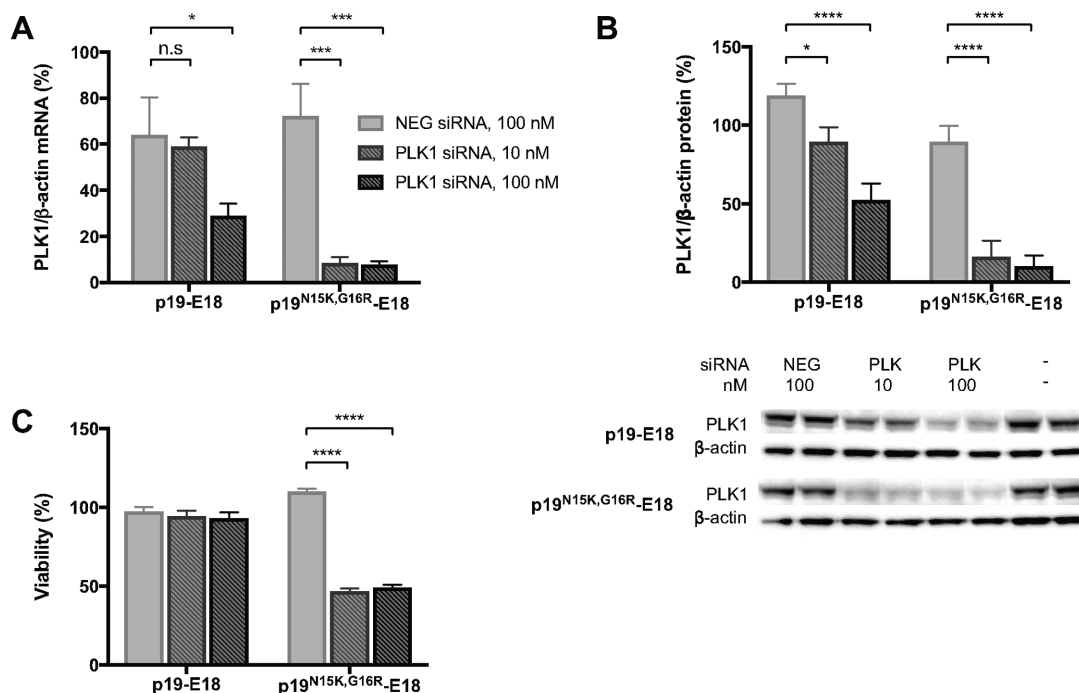 A
*
***
n.s
***
PLK1/β-actin mRNA (%)
100
80
60
40
20
0
NEG siRNA, 100 nM
PLK1 siRNA, 10 nM
PLK1 siRNA, 100 nM
p19-E18
p19N15K,G16R-E18
B
****
****
*
****
PLK1/β-actin protein (%)
150
100
50
0
p19-E18
p19N15K,G16R-E18
siRNA NEG PLK PLK -
nM 100 10 100 -
p19-E18
PLK1
β-actin
p19N15K,G16R-E18
PLK1
β-actin
C
****
****
Viability (%)
150
100
50
0
p19-E18
p19N15K,G16R-E18